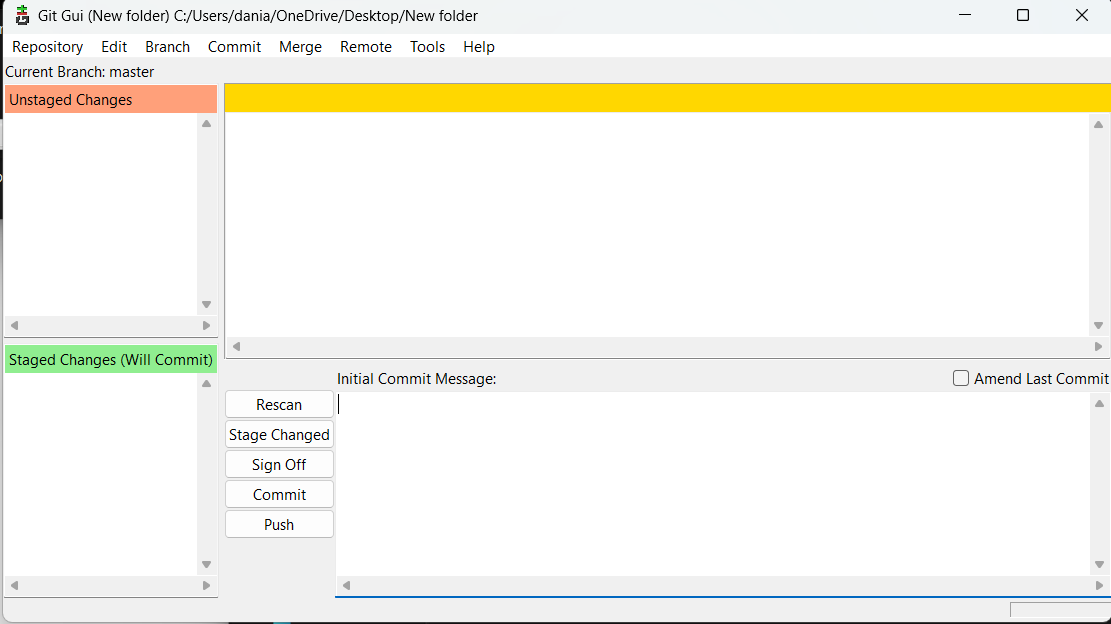 Git Gui (New folder) C:/Users/dania/OneDrive/Desktop/New folder
Repository Edit Branch Commit Merge Remote Tools Help
Current Branch: master
Unstaged Changes
Staged Changes (Will Commit)
Initial Commit Message:
Amend Last Commit
Rescan
Stage Changed
Sign Off
Commit
Push